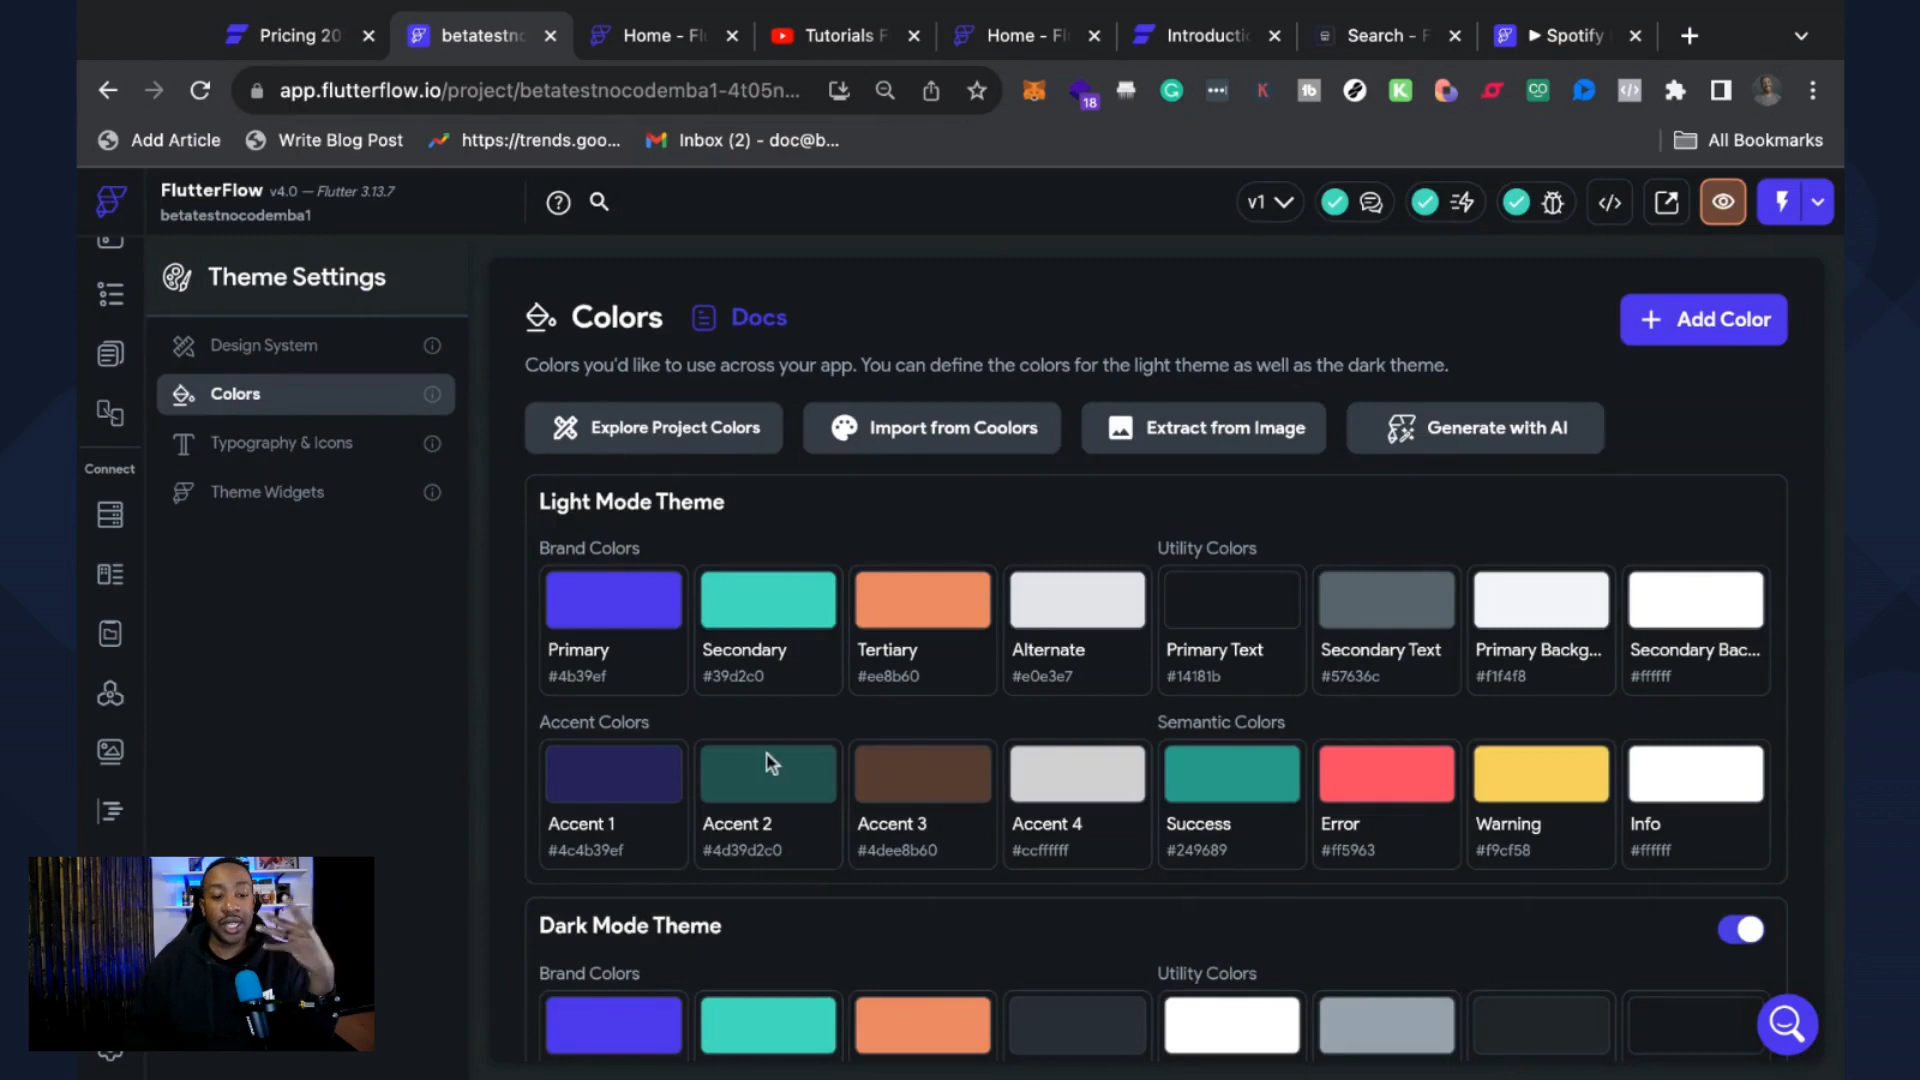 Pricing 20
betatestno
Home - Fl
Tutorials F
Home - Fl
Introducti
Search - F
▶ Spotify
app.flutterflow.io/project/betatestnocodemba1-4t05n...
18
Add Article
Write Blog Post
https://trends.goo...
Inbox (2) - doc@b...
All Bookmarks
FlutterFlow v4.0 — Flutter 3.13.7
betatestnocodemba1
v1
Theme Settings
Design System
Colors
Typography & Icons
Theme Widgets
Connect
Colors
Docs
Add Color
Colors you'd like to use across your app. You can define the colors for the light theme as well as the dark theme.
Explore Project Colors
Import from Coolors
Extract from Image
Generate with AI
Light Mode Theme
Brand Colors
Utility Colors
Primary
Secondary
Tertiary
Alternate
Primary Text
Secondary Text
Primary Backg...
Secondary Bac...
#4b39ef
#39d2c0
#ee8b60
#e0e3e7
#14181b
#57636c
#f1f4f8
#ffffff
Accent Colors
Semantic Colors
Accent 1
Accent 2
Accent 3
Accent 4
Success
Error
Warning
Info
#4c4b39ef
#4d39d2c0
#4dee8b60
#ccffffff
#249689
#ff5963
#f9cf58
#ffffff
Dark Mode Theme
Brand Colors
Utility Colors